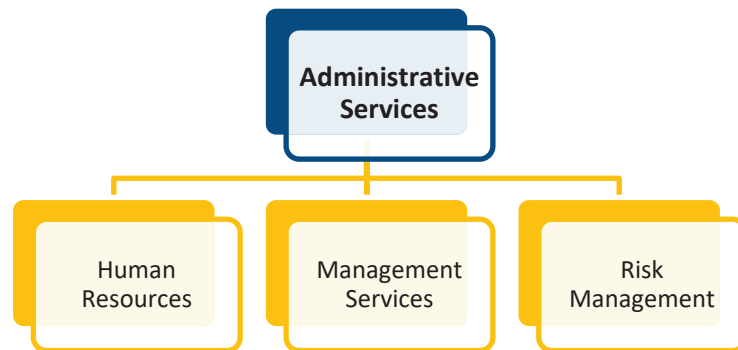 Administrative
Services
Human
Resources
Management
Services
Risk
Management